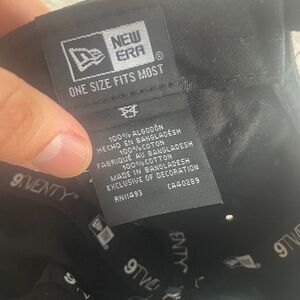 NEW
ERA®
ONE SIZE FITS MOST
100% ALGODÓN
HECHO EN BANGLADESH
100% COTON
FABRIQUÉ AU BANGLADESH
100% COTTON
MADE IN BANGLADESH
EXCLUSIVE OF DECORATION
RN11493 CA40289
9TWENTY
9TWENTY